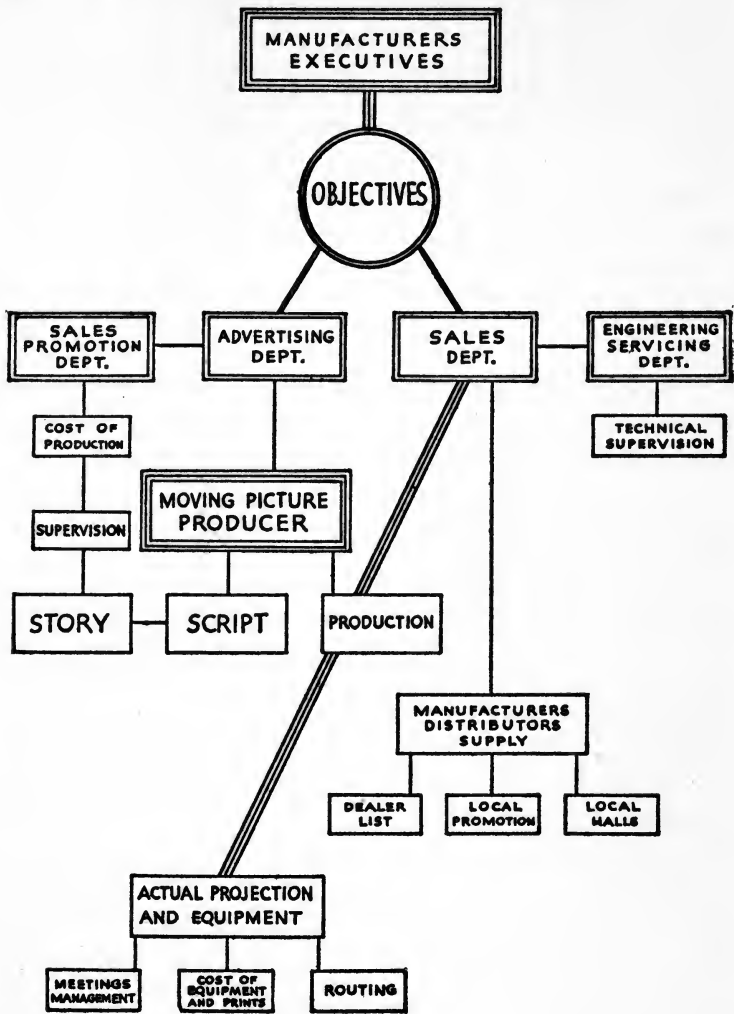 MANUFACTURERS
EXECUTIVES
OBJECTIVES
SALES
PROMOTION
DEPT.
ADVERTISING
DEPT.
SALES
DEPT.
ENGINEERING
SERVICING
DEPT.
COST OF
PRODUCTION
TECHNICAL
SUPERVISION
MOVING PICTURE
PRODUCER
SUPERVISION
STORY
SCRIPT
PRODUCTION
MANUFACTURERS
DISTRIBUTORS
SUPPLY
DEALER
LIST
LOCAL
PROMOTION
LOCAL
HALLS
ACTUAL PROJECTION
AND EQUIPMENT
MEETINGS
MANAGEMENT
COST OF
EQUIPMENT
AND PRINTS
ROUTING